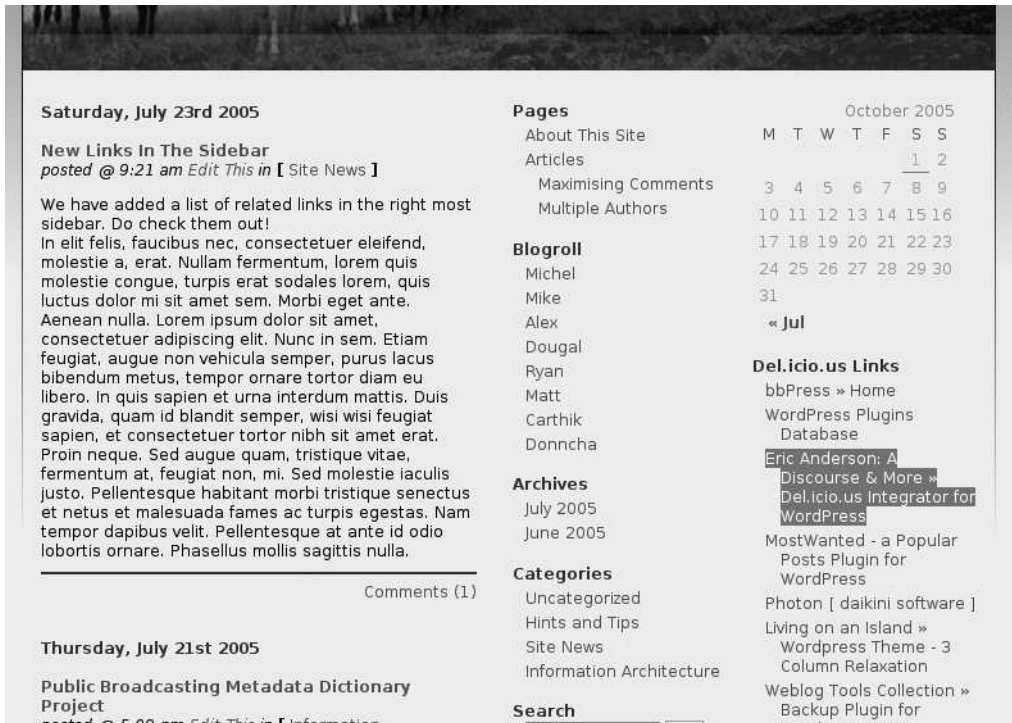 Saturday, July 23rd 2005
New Links In The Sidebar
posted @ 9:21 am Edit This in [ Site News ]
We have added a list of related links in the right most
sidebar. Do check them out!
In elit felis, faucibus nec, consectetuer eleifend,
molestie a, erat. Nullam fermentum, lorem quis
molestie congue, turpis erat sodales lorem, quis
luctus dolor mi sit amet sem. Morbi eget ante.
Aenean nulla. Lorem ipsum dolor sit amet,
consectetuer adipiscing elit. Nunc in sem. Etiam
feugiat, augue non vehicula semper, purus lacus
bibendum metus, tempor ornare tortor diam eu
libero. In quis sapien et urna interdum mattis. Duis
gravida, quam id blandit semper, wisi wisi feugiat
sapien, et consectetuer tortor nibh sit amet erat.
Proin neque. Sed augue quam, tristique vitae,
fermentum at, feugiat non, mi. Sed molestie iaculis
justo. Pellentesque habitant morbi tristique senectus
et netus et malesuada fames ac turpis egestas. Nam
tempor dapibus velit. Pellentesque at ante id odio
lobortis ornare. Phasellus mollis sagittis nulla.
Comments (1)
Thursday, July 21st 2005
Public Broadcasting Metadata Dictionary
Project
posted @ 5:00 pm Edit This in [ Information
Pages
About This Site
Articles
Maximising Comments
Multiple Authors
Blogroll
Michel
Mike
Alex
Dougal
Ryan
Matt
Carthik
Donncha
Archives
July 2005
June 2005
Categories
Uncategorized
Hints and Tips
Site News
Information Architecture
Search
October 2005
M T W T F S S
1 2
3 4 5 6 7 8 9
10 11 12 13 14 15 16
17 18 19 20 21 22 23
24 25 26 27 28 29 30
31
« Jul
Del.icio.us Links
bbPress » Home
WordPress Plugins
Database
Eric Anderson: A
Discourse & More »
Del.icio.us Integrator for
WordPress
MostWanted - a Popular
Posts Plugin for
WordPress
Photon [ daikini software ]
Living on an Island »
Wordpress Theme - 3
Column Relaxation
Weblog Tools Collection »
Backup Plugin for